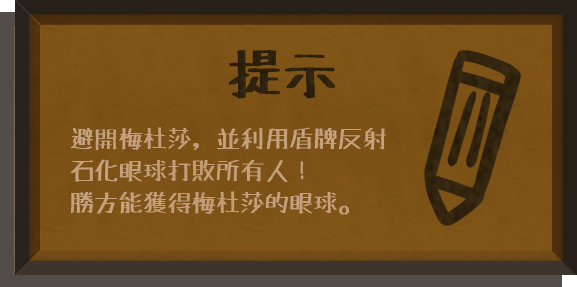 提示
避開梅杜莎，並利用盾牌反射
石化眼球打敗所有人！
勝方能獲得梅杜莎的眼球。